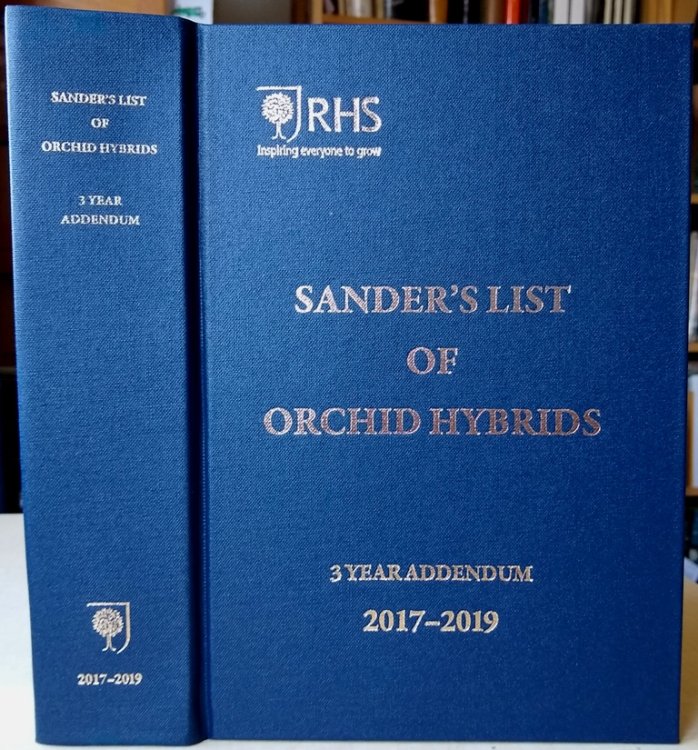 SANDER'S LIST
OF
ORCHID HYBRIDS
3 YEAR
ADDENDUM
2017–2019
RHS
Inspiring everyone to grow
SANDER'S LIST
OF
ORCHID HYBRIDS
3 YEAR ADDENDUM
2017–2019